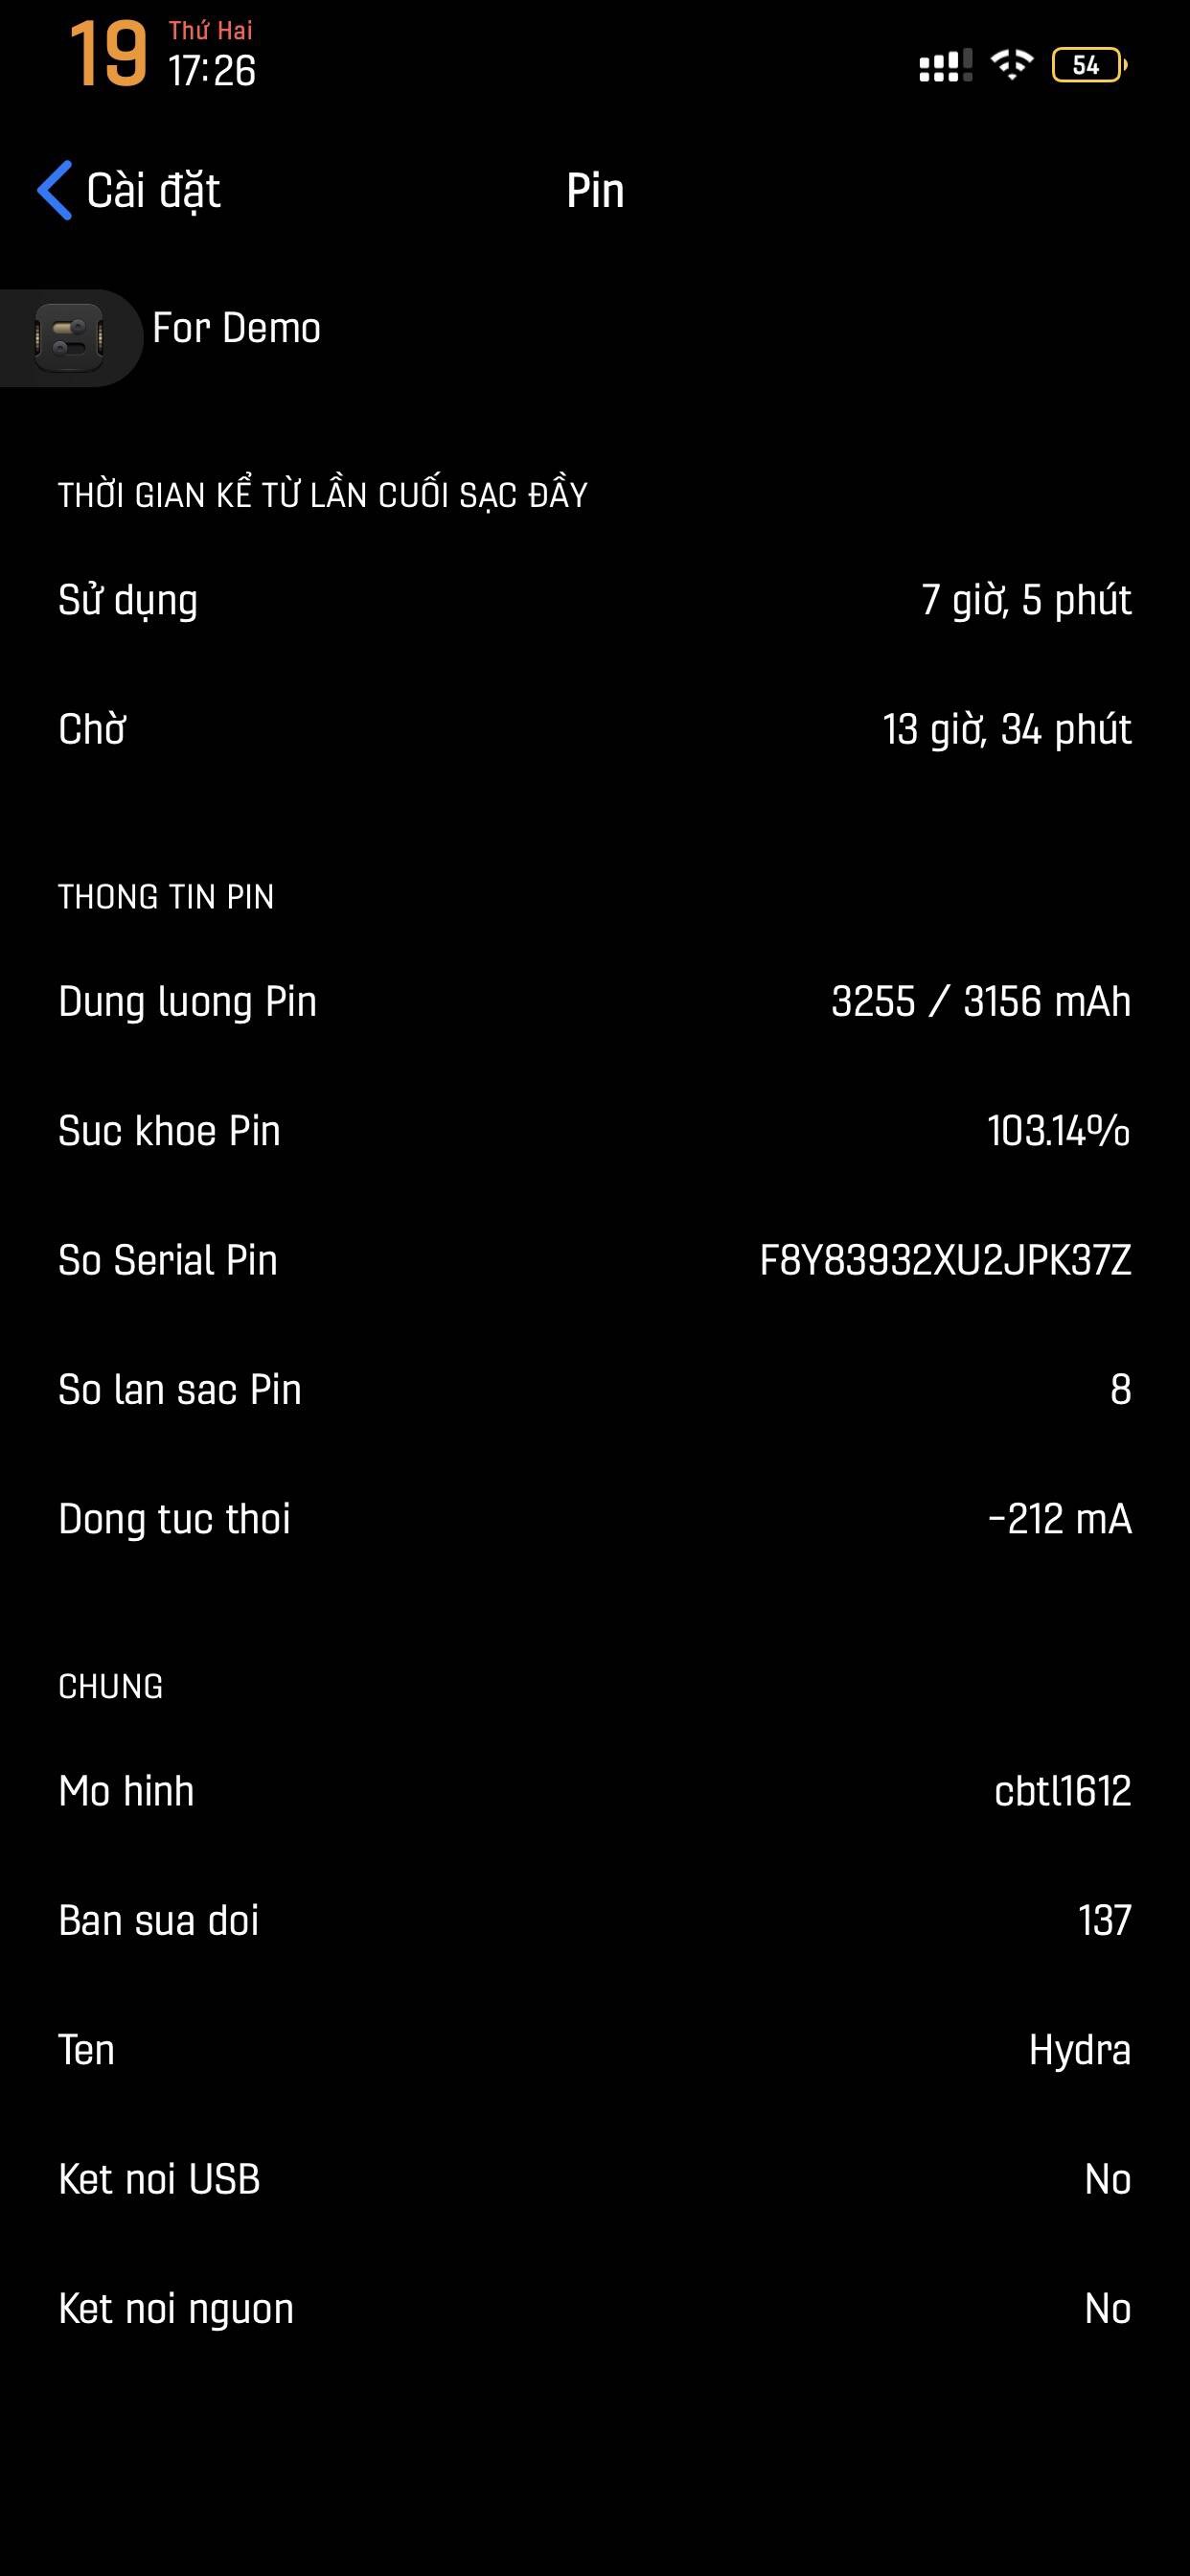 19 Thứ Hai
17:26
54
Cài đặt
Pin
For Demo
THỜI GIAN KỂ TỪ LẦN CUỐI SẠC ĐẦY
Sử dụng 7 giờ, 5 phút
Chờ 13 giờ, 34 phút
THONG TIN PIN
Dung luong Pin 3255 / 3156 mAh
Suc khoe Pin 103.14%
So Serial Pin F8Y83932XU2JPK37Z
So lan sac Pin 8
Dong tuc thoi -212 mA
CHUNG
Mo hinh cbtl1612
Ban sua doi 137
Ten Hydra
Ket noi USB No
Ket noi nguon No